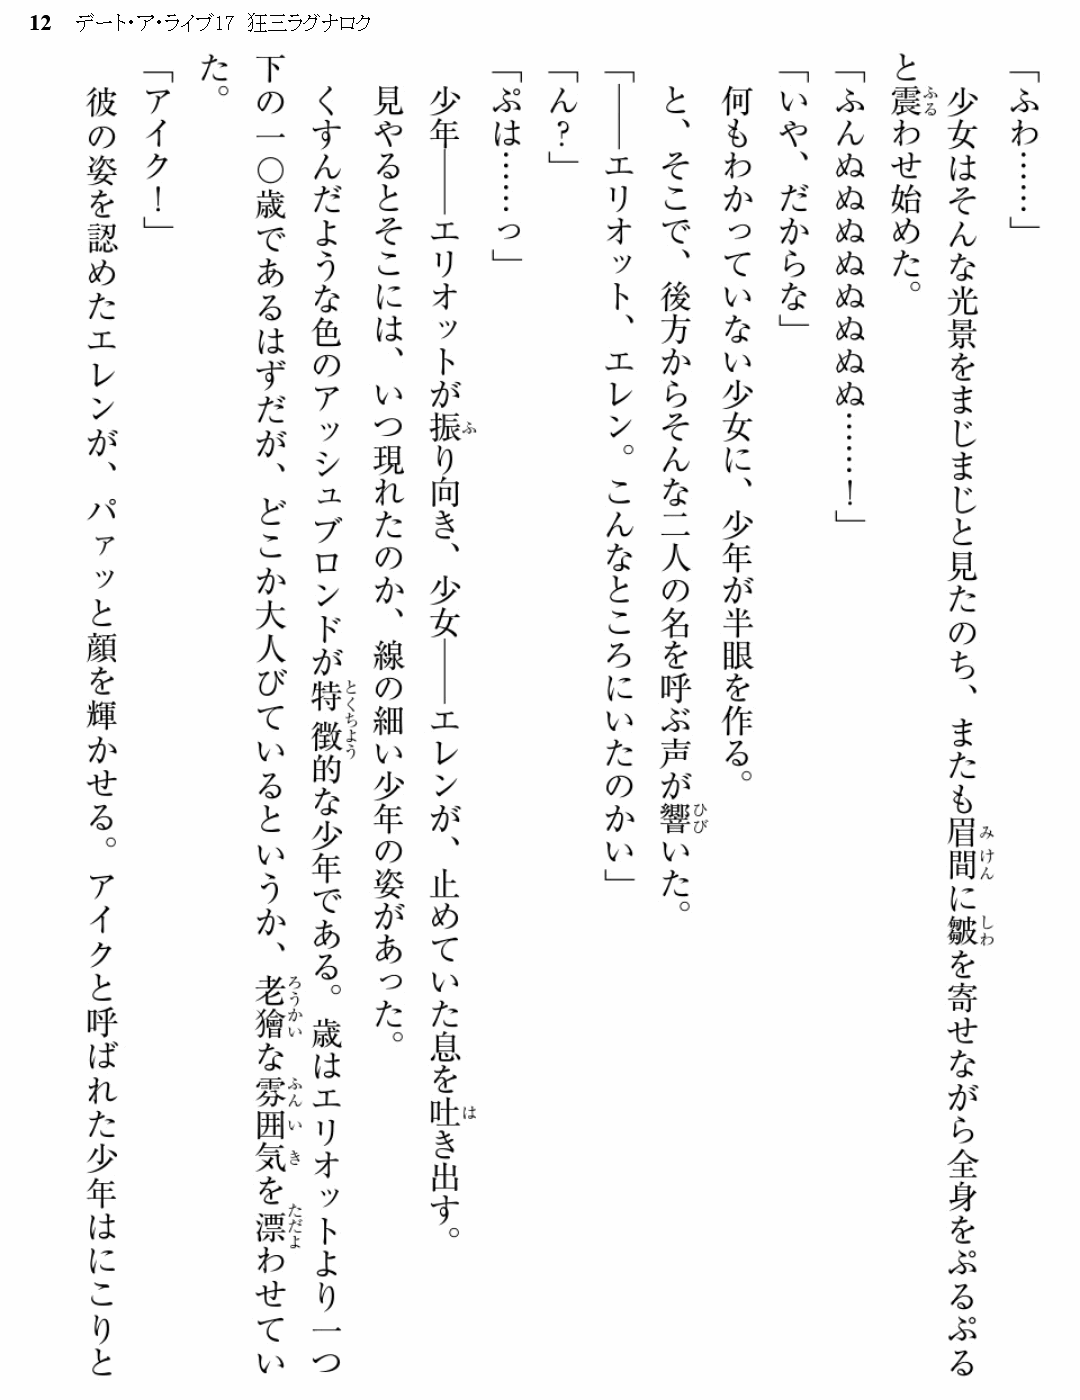 12 デート・ア・ライブ17 狂三ラグナロク
「ふわ……」
少女はそんな光景をまじまじと見たのち、またも眉間に皺を寄せながら全身をぷるぷる
と震わせ始めた。
「ふんぬぬぬぬぬぬぬぬ……！」
「いや、だからな」
何もわかっていない少女に、少年が半眼を作る。
と、そこで、後方からそんな二人の名を呼ぶ声が響いた。
「――エリオット、エレン。こんなところにいたのかい」
「ん？」
「ぷは……っ」
少年――エリオットが振り向き、少女――エレンが、止めていた息を吐き出す。
見やるとそこには、いつ現れたのか、線の細い少年の姿があった。
くすんだような色のアッシュブロンドが特徴的な少年である。歳はエリオットより一つ
下の一〇歳であるはずだが、どこか大人びているというか、老獪な雰囲気を漂わせてい
た。
「アイク！」
彼の姿を認めたエレンが、パァッと顔を輝かせる。アイクと呼ばれた少年はにこりと